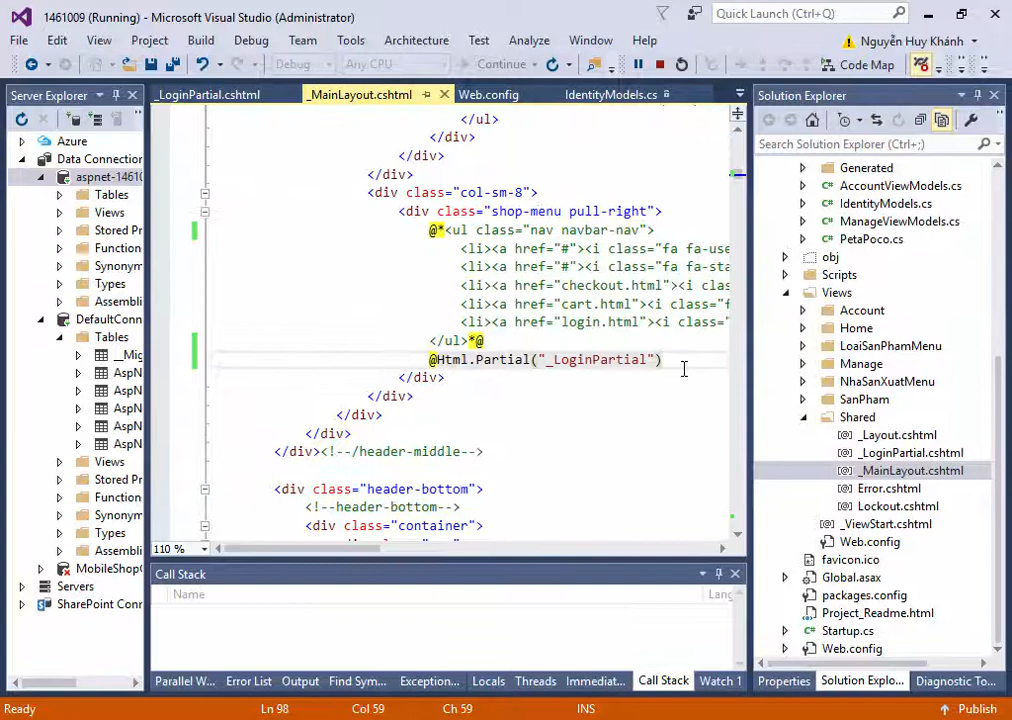 1461009 (Running) - Microsoft Visual Studio (Administrator)
Quick Launch (Ctrl+Q)
File Edit View Project Build Debug Team Tools Architecture Test Analyze Window Help
Nguyễn Huy Khánh
Debug Any CPU Continue Code Map
Server Explorer
Azure
Data Connection
aspnet-14610
Tables
Views
Stored Pr
Function
Synonym
Types
Assembli
DefaultConn
Tables
__Mig
AspN
AspN
AspN
AspN
AspN
Views
Stored P
Function
Synonym
Types
Assembli
MobileShop
Servers
SharePoint Conn
_LoginPartial.cshtml _MainLayout.cshtml Web.config IdentityModels.cs
</ul>
</div>
</div>
</div>
<div class="col-sm-8">
<div class="shop-menu pull-right">
@*<ul class="nav navbar-nav">
<li><a href="#"><i class="fa fa-use
<li><a href="#"><i class="fa fa-sta
<li><a href="checkout.html"><i clas
<li><a href="cart.html"><i class="f
<li><a href="login.html"><i class="
</ul>*@
@Html.Partial("_LoginPartial")
</div>
</div>
</div>
</div>
</div><!--/header-middle-->
<div class="header-bottom">
<!--header-bottom-->
<div class="container">
110 %
Call Stack
Name Lang
Parallel W... Error List Output Find Sym... Exception... Locals Threads Immediat... Call Stack Watch 1
Solution Explorer
Search Solution Explorer (Ctrl+;)
Generated
AccountViewModels.cs
IdentityModels.cs
ManageViewModels.cs
PetaPoco.cs
obj
Scripts
Views
Account
Home
LoaiSanPhamMenu
Manage
NhaSanXuatMenu
SanPham
Shared
_Layout.cshtml
_LoginPartial.cshtml
_MainLayout.cshtml
Error.cshtml
Lockout.cshtml
_ViewStart.cshtml
Web.config
favicon.ico
Global.asax
packages.config
Project_Readme.html
Startup.cs
Web.config
Properties Solution Explo... Diagnostic To...
Ready Ln 98 Col 59 Ch 59 INS Publish